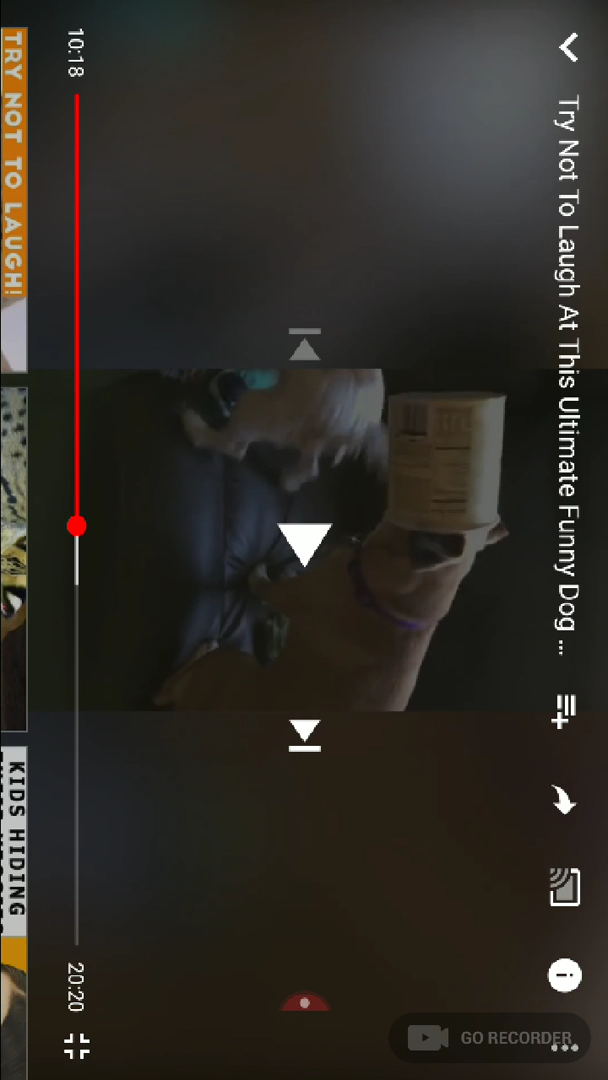 Try Not To Laugh At This Ultimate Funny Dog ...
10:18
20:20
TRY NOT TO LAUGH!
KIDS HIDING
GO RECORDER